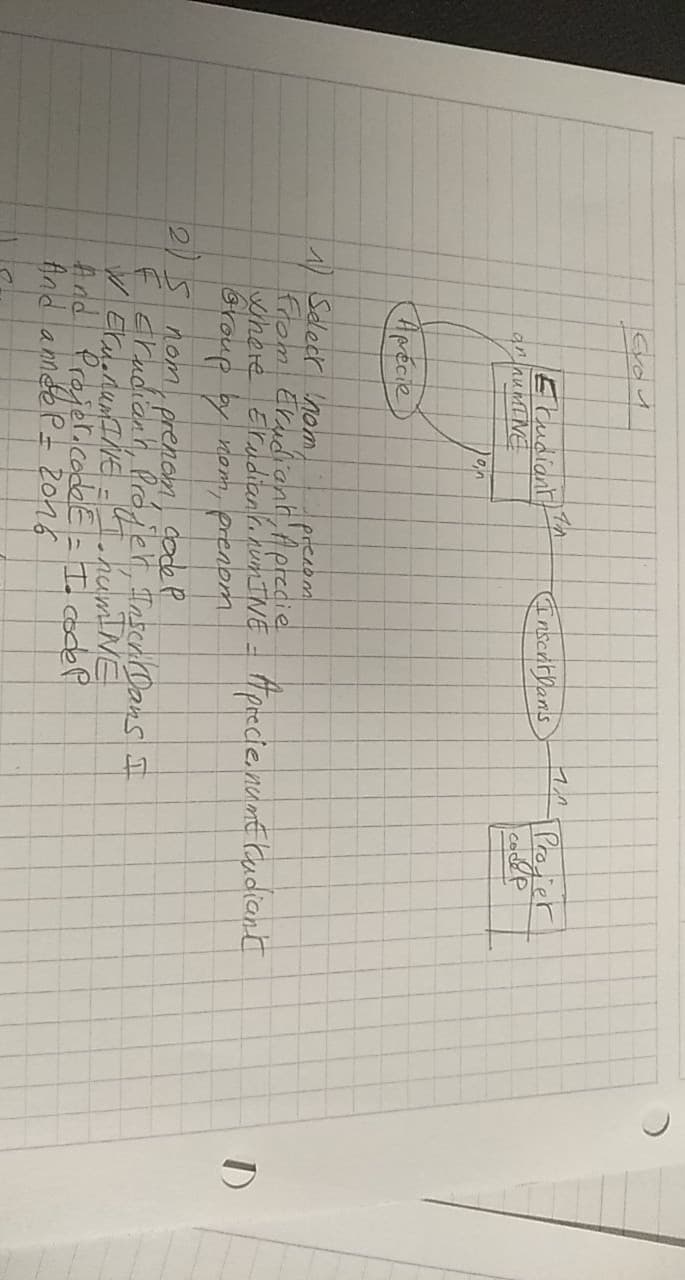 Exo 1
Etudiant 1,n InscritDans 1,n Projet
0,n numINE codeP
0,n
Aprécie
1) Select nom, prenom
From Etudiant, Aprecie
where Etudiant.numINE = Aprecie.numEtudiant
Group by nom, prenom
2) S nom, prenom, codeP
F Etudiant, Projet, InscritDans I
W Etu.numINE = I.numINE
And Projet.codeE = I.codeP
And annéeP = 2016